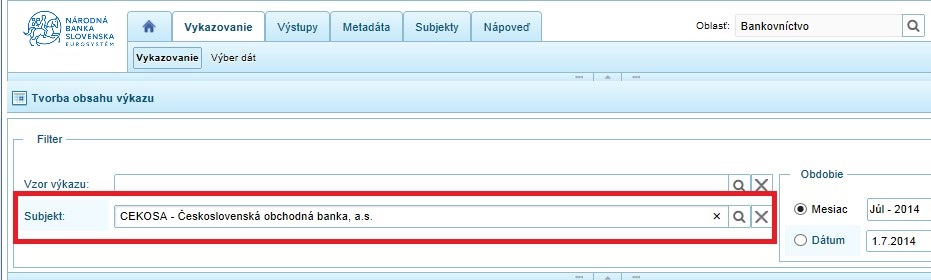 NÁRODNÁ
BANKA
SLOVENSKA
EUROSYSTÉM
Vykazovanie Výstupy Metadáta Subjekty Nápoveď
Oblasť: Bankovníctvo
Vykazovanie Výber dát
Tvorba obsahu výkazu
Filter
Vzor výkazu:
Subjekt: CEKOSA - Československá obchodná banka, a.s.
Obdobie
Mesiac Júl - 2014
Dátum 1.7.2014